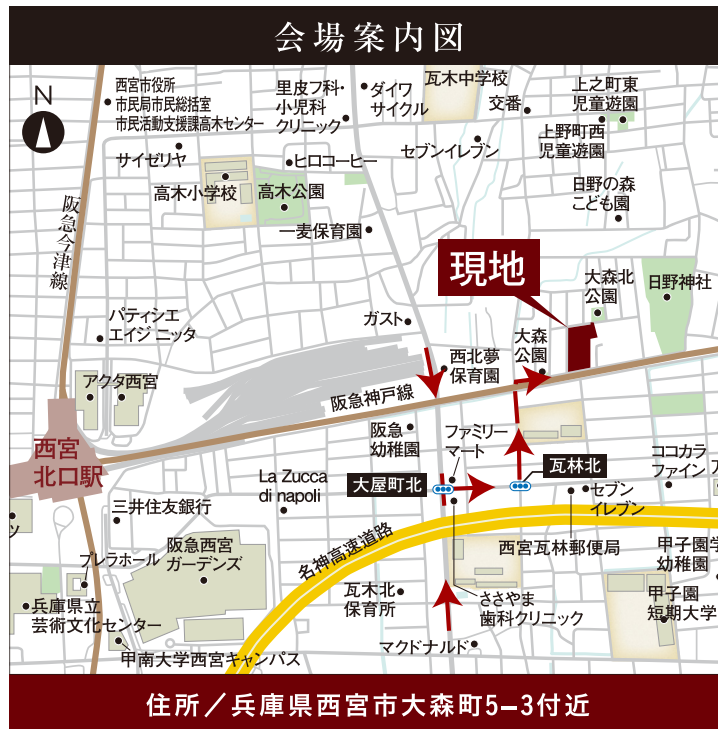 会場案内図
N
西宮市役所
市民局市民総括室
市民活動支援課高木センター
里皮フ科・
小児科
クリニック
ダイワ
サイクル
瓦木中学校
交番
上之町東
児童遊園
上野町西
児童遊園
サイゼリヤ
ヒロコーヒー
セブンイレブン
高木小学校
高木公園
日野の森
こども園
一麦保育園
阪急今津線
現地
大森北
公園
日野神社
パティシエ
エイジ ニッタ
ガスト
大森
公園
西北夢
保育園
アクタ西宮
阪急神戸線
西宮
北口駅
阪急
幼稚園
ファミリー
マート
瓦林北
ココカラ
ファイン
La Zucca
di napoli
大屋町北
セブン
イレブン
三井住友銀行
名神高速道路
西宮瓦林郵便局
プレラホール
阪急西宮
ガーデンズ
甲子園学
幼稚園
瓦木北
保育所
ささやま
歯科クリニック
甲子園
短期大学
兵庫県立
芸術文化センター
甲南大学西宮キャンパス
マクドナルド
住所／兵庫県西宮市大森町5−3付近